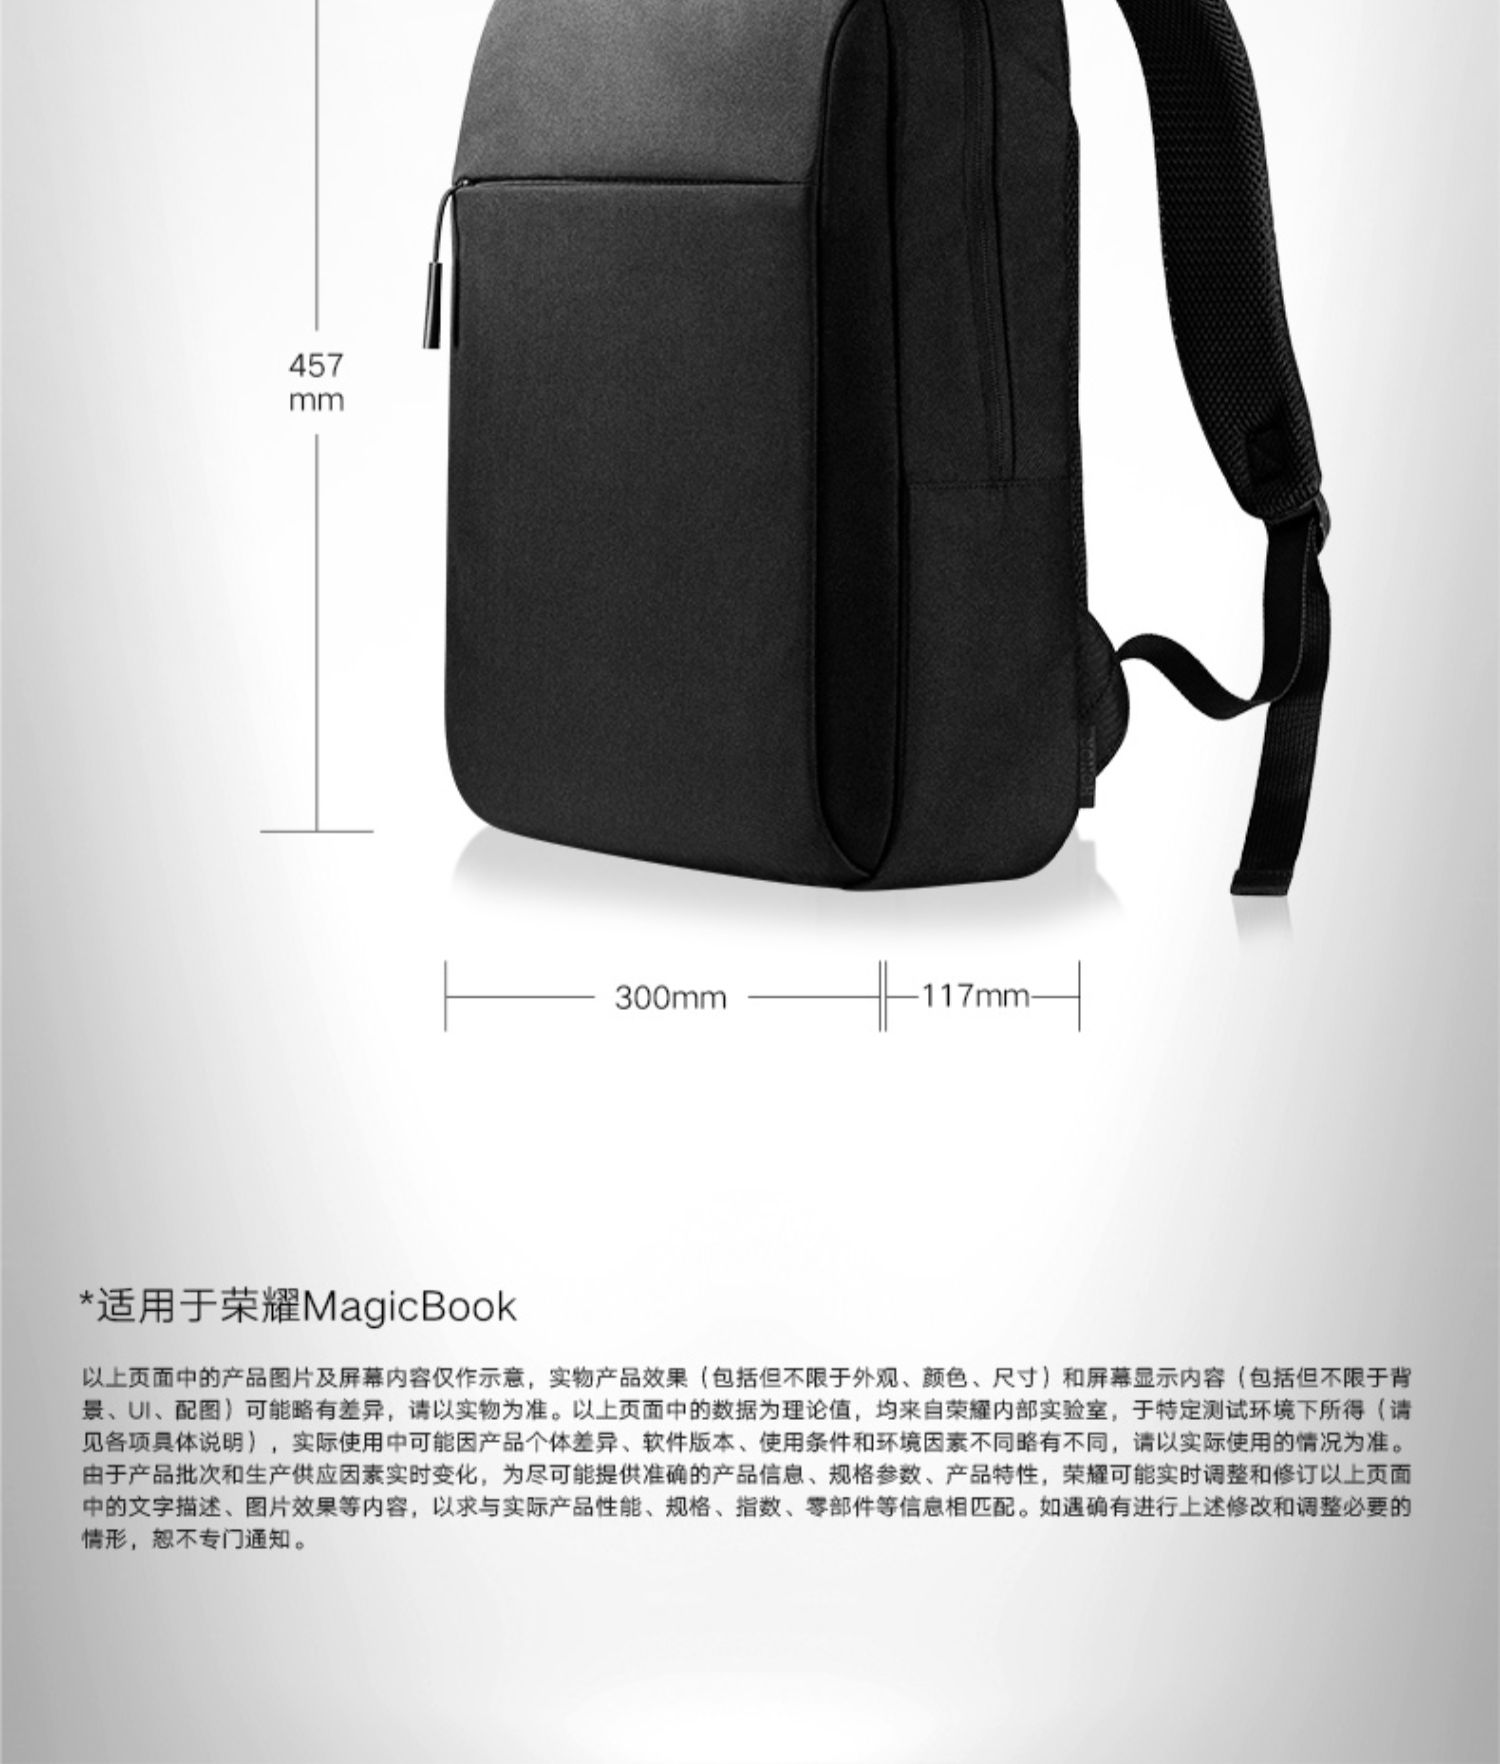 457
mm
300mm
117mm
HONOR
*适用于荣耀MagicBook
以上页面中的产品图片及屏幕内容仅作示意，实物产品效果（包括但不限于外观、颜色、尺寸）和屏幕显示内容（包括但不限于背
景、UI、配图）可能略有差异，请以实物为准。以上页面中的数据为理论值，均来自荣耀内部实验室，于特定测试环境下所得（请
见各项具体说明），实际使用中可能因产品个体差异、软件版本、使用条件和环境因素不同略有不同，请以实际使用的情况为准。
由于产品批次和生产供应因素实时变化，为尽可能提供准确的产品信息、规格参数、产品特性，荣耀可能实时调整和修订以上页面
中的文字描述、图片效果等内容，以求与实际产品性能、规格、指数、零部件等信息相匹配。如遇确有进行上述修改和调整必要的
情形，恕不专门通知。